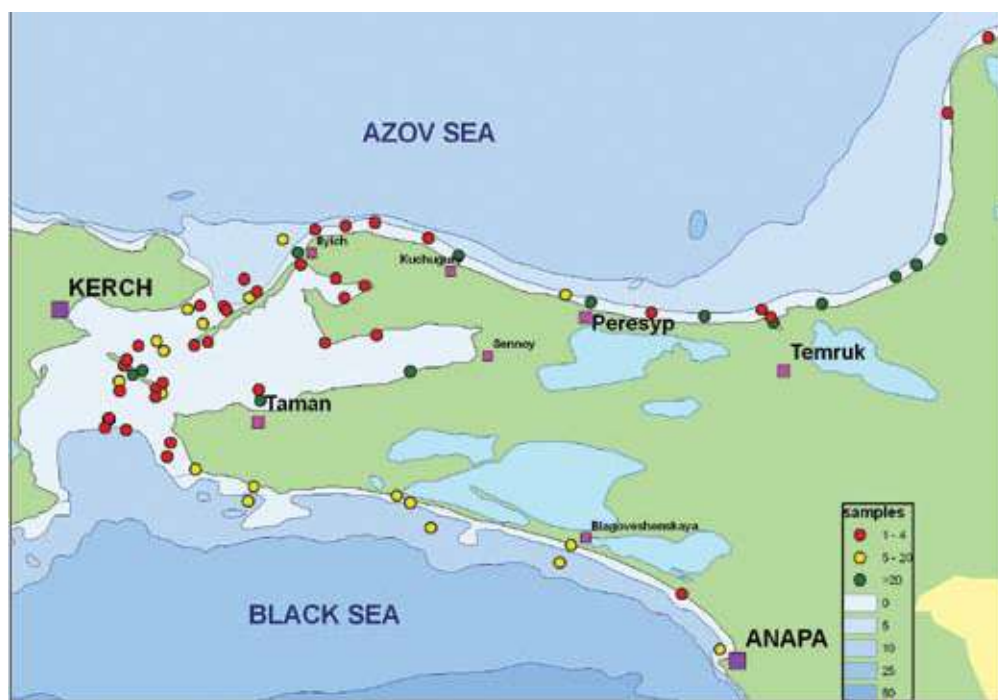 AZOV SEA
Ilyich
Kuchugury
KERCH
Peresyp
Sennoy
Temruk
Taman
samples
1 - 4
5 - 20
>20
0
5
10
25
50
Blagoveshenskaya
BLACK SEA
ANAPA